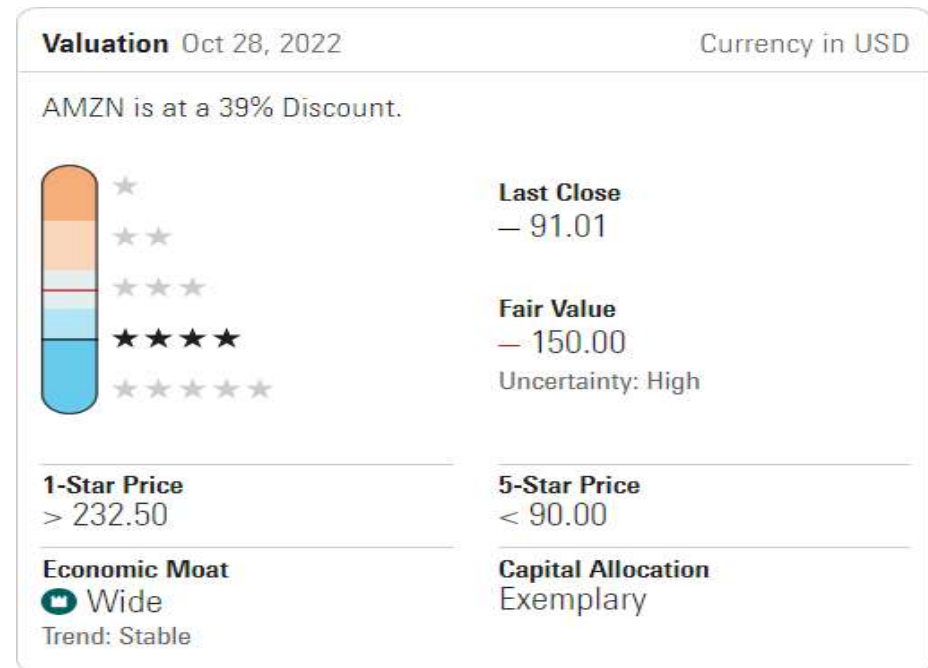 Valuation Oct 28, 2022 Currency in USD
AMZN is at a 39% Discount.
Last Close
— 91.01
Fair Value
— 150.00
Uncertainty: High
1-Star Price 5-Star Price
> 232.50 < 90.00
Economic Moat Capital Allocation
Wide Exemplary
Trend: Stable